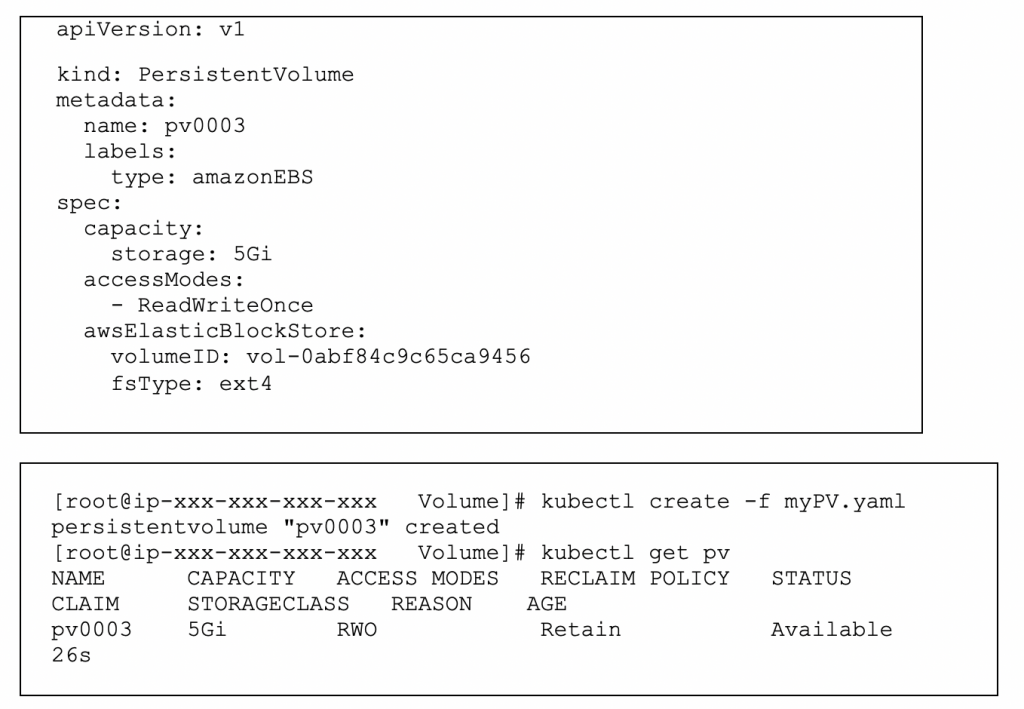 apiVersion: v1
kind: PersistentVolume
metadata:
  name: pv0003
  labels:
    type: amazonEBS
spec:
  capacity:
    storage: 5Gi
  accessModes:
    - ReadWriteOnce
  awsElasticBlockStore:
    volumeID: vol-0abf84c9c65ca9456
    fsType: ext4
[root@ip-xxx-xxx-xxx-xxx   Volume]# kubectl create -f myPV.yaml
persistentvolume "pv0003" created
[root@ip-xxx-xxx-xxx-xxx   Volume]# kubectl get pv
NAME      CAPACITY   ACCESS MODES   RECLAIM POLICY   STATUS
CLAIM     STORAGECLASS   REASON    AGE
pv0003    5Gi        RWO            Retain           Available
26s